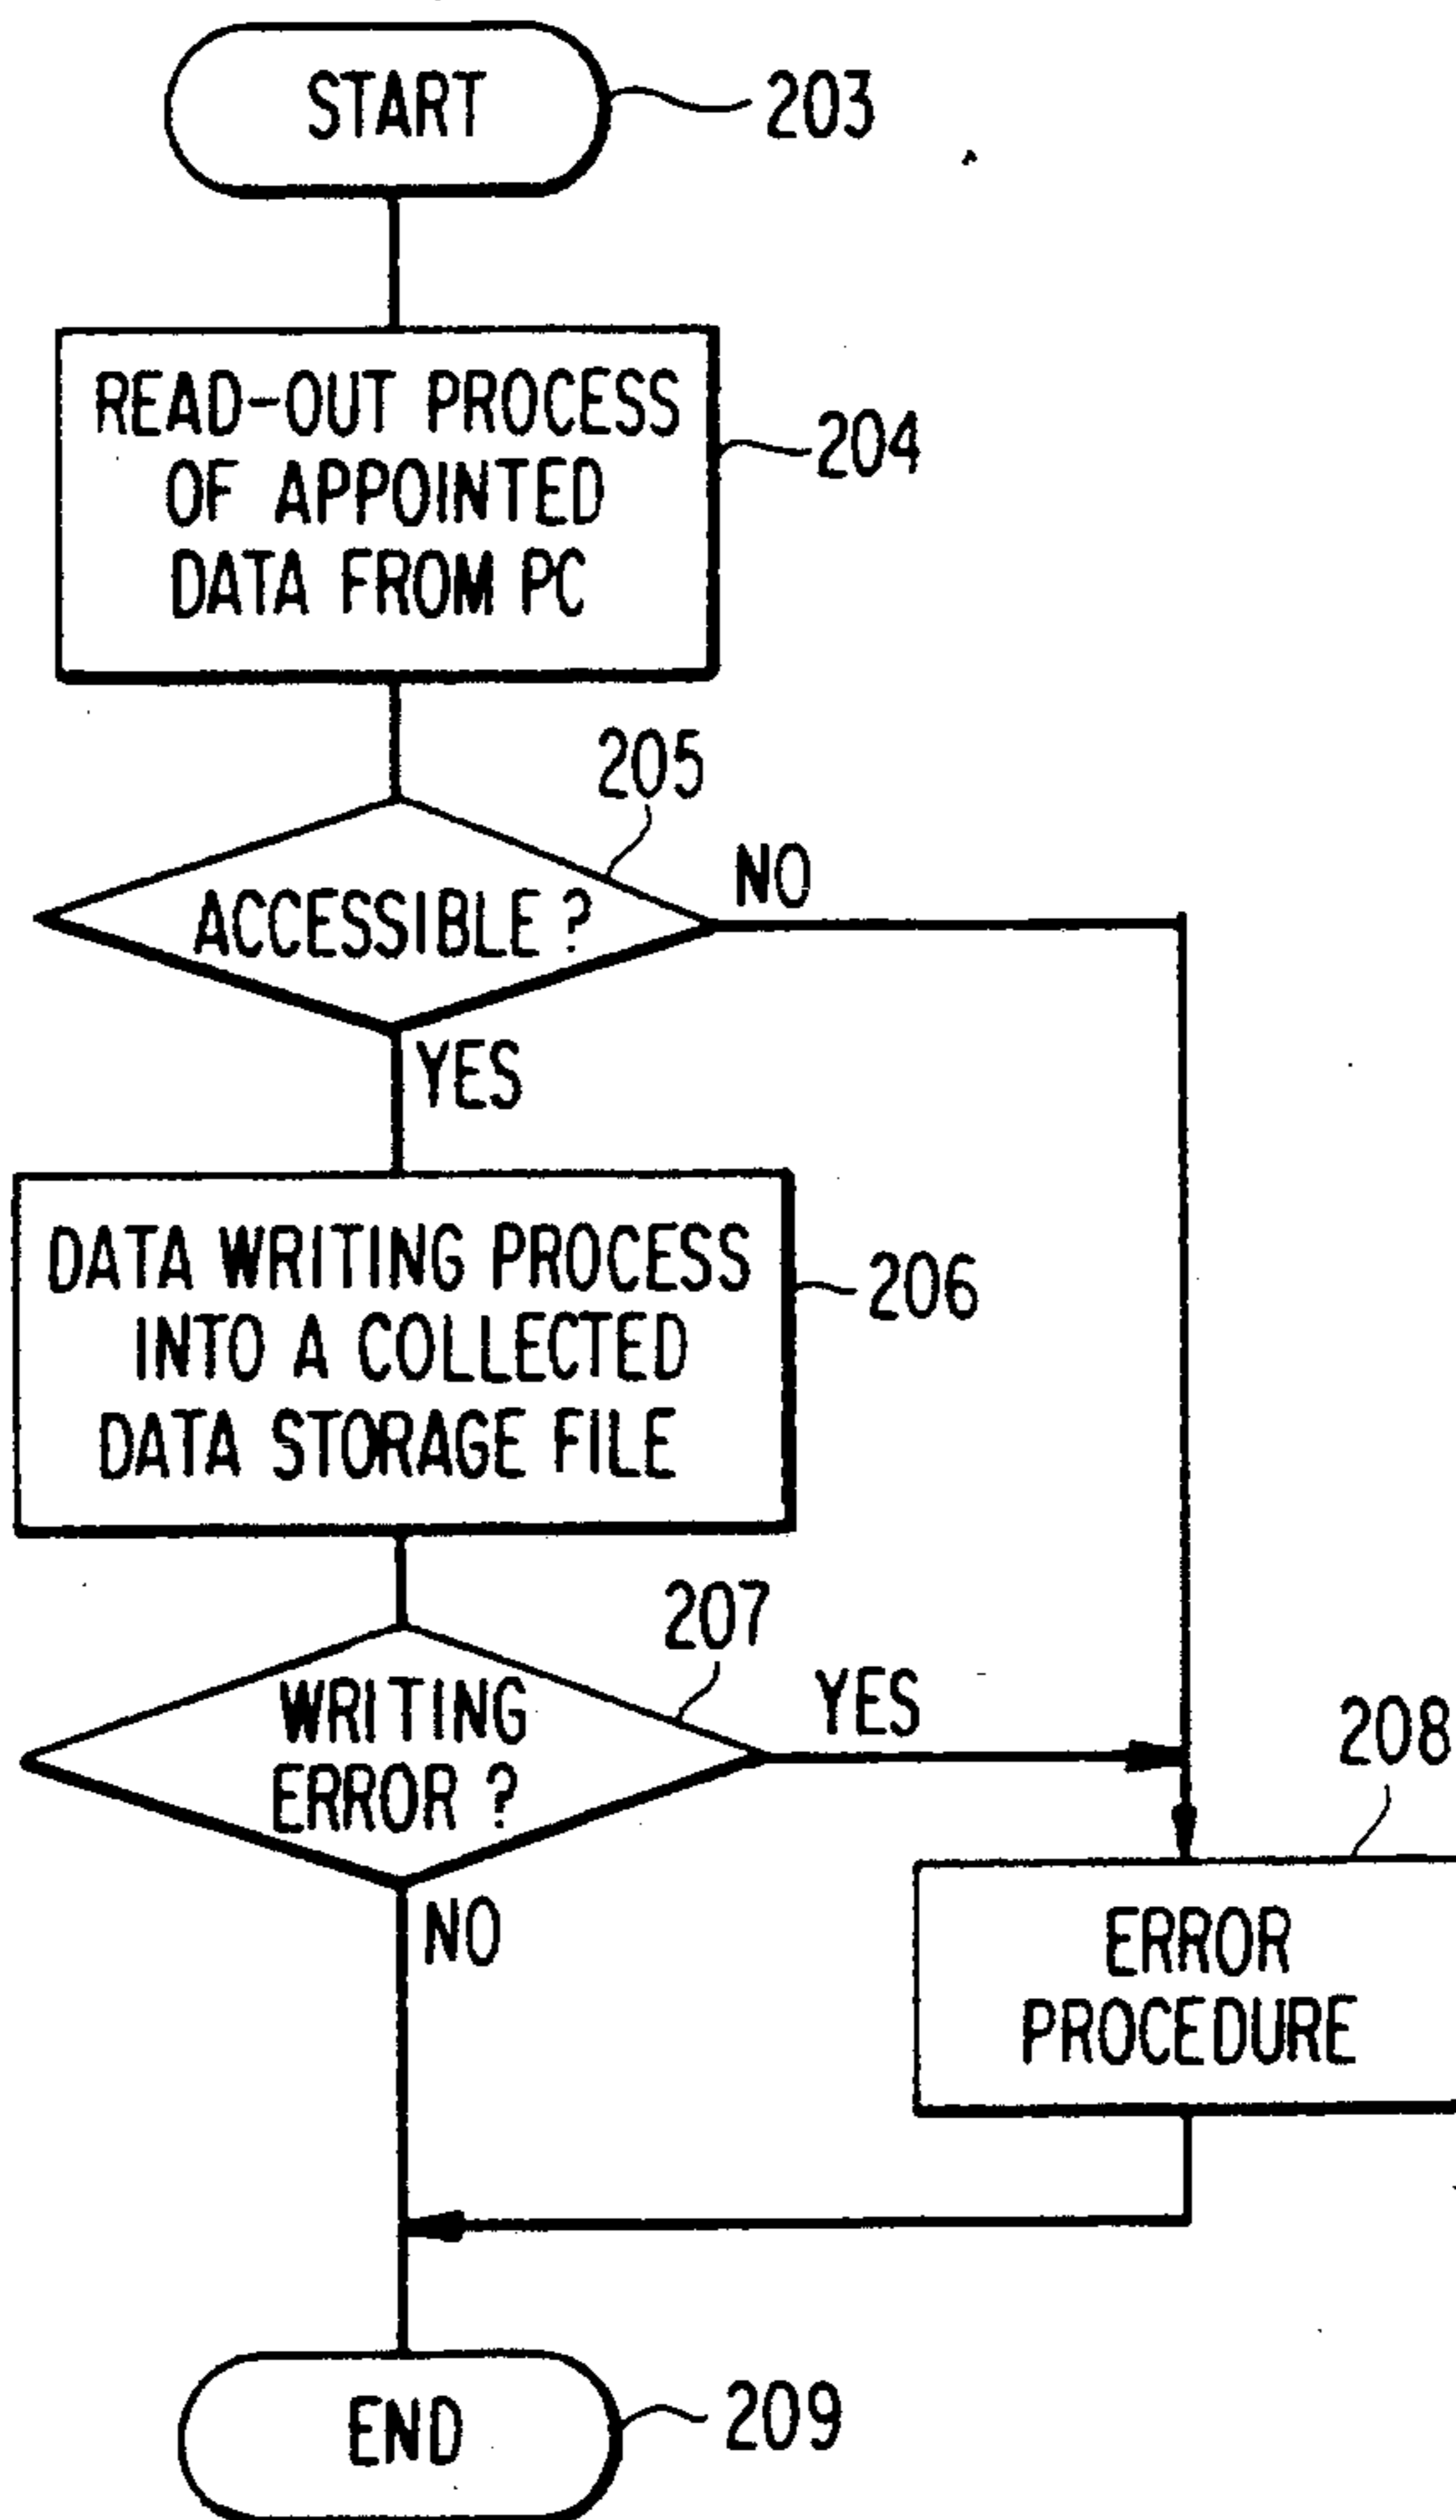 START
203
READ-OUT PROCESS
OF APPOINTED
DATA FROM PC
204
205
ACCESSIBLE ?
NO
YES
DATA WRITING PROCESS
INTO A COLLECTED
DATA STORAGE FILE
206
207
WRITING
ERROR ?
YES
208
NO
ERROR
PROCEDURE
END
209